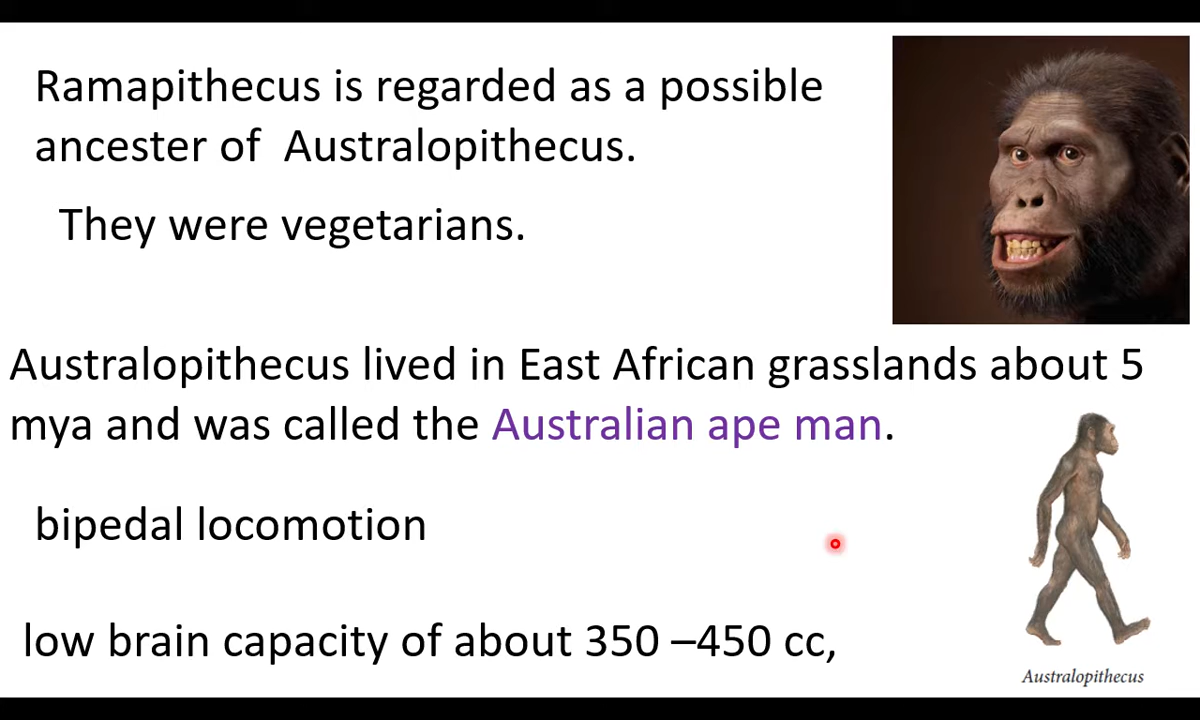 Ramapithecus is regarded as a possible
ancester of Australopithecus.
They were vegetarians.
Australopithecus lived in East African grasslands about 5
mya and was called the Australian ape man.
bipedal locomotion
low brain capacity of about 350 –450 cc,
Australopithecus